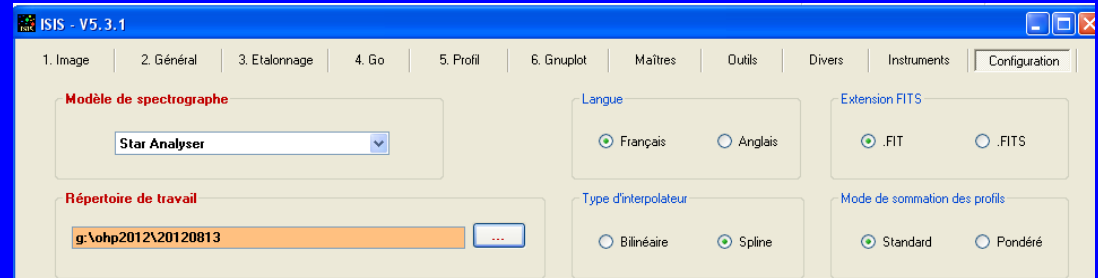 ISIS - V5.3.1
1. Image 2. Général 3. Etalonnage 4. Go 5. Profil 6. Gnuplot Maîtres Outils Divers Instruments Configuration
Modèle de spectrographe Langue Extension FITS
Star Analyser Français Anglais .FIT .FITS
Répertoire de travail Type d'interpolateur Mode de sommation des profils
g:\ohp2012\20120813 ... Bilinéaire Spline Standard Pondéré